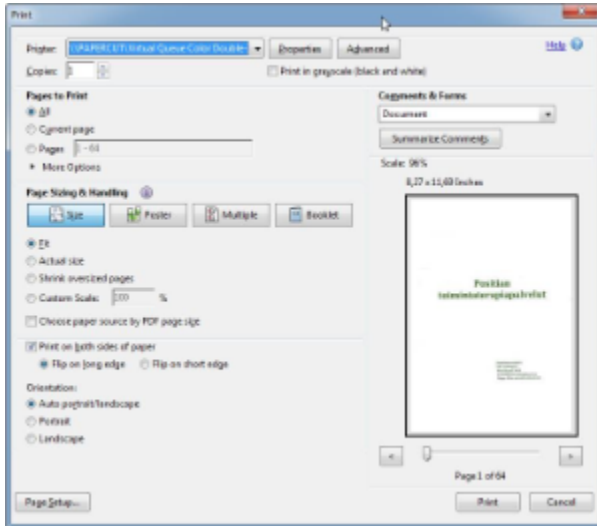 Print
Printer: \\PAPERCUT\Virtual Queue Color Double- Properties Advanced Help
Copies: 1 Print in grayscale (black and white)
Pages to Print
All
Current page
Pages 1 - 64
More Options
Comments & Forms
Document
Summarize Comments
Scale: 96%
8,27 x 11,69 Inches
Page Sizing & Handling
Size Poster Multiple Booklet
Fit
Actual size
Shrink oversized pages
Custom Scale: 100 %
Choose paper source by PDF page size
Print on both sides of paper
Flip on long edge Flip on short edge
Orientation:
Auto portrait/landscape
Portrait
Landscape
Positian
toimintaterapiapalvelut
< >
Page 1 of 64
Page Setup... Print Cancel